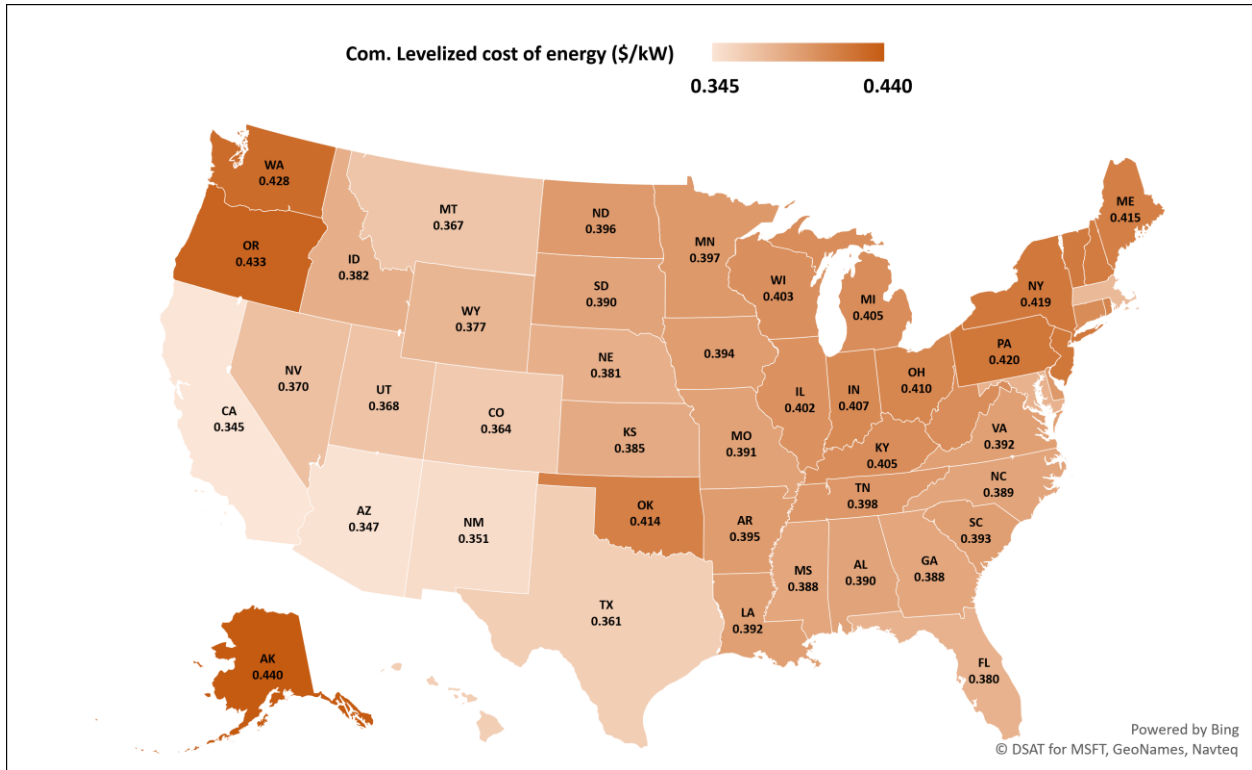 Com. Levelized cost of energy ($/kW)
0.345 0.440
WA
0.428
OR
0.433
CA
0.345
ID
0.382
NV
0.370
MT
0.367
WY
0.377
UT
0.368
CO
0.364
AZ
0.347
NM
0.351
ND
0.396
SD
0.390
NE
0.381
KS
0.385
OK
0.414
TX
0.361
MN
0.397
0.394
MO
0.391
AR
0.395
LA
0.392
WI
0.403
IL
0.402
MI
0.405
IN
0.407
OH
0.410
KY
0.405
TN
0.398
MS
0.388
AL
0.390
GA
0.388
FL
0.380
SC
0.393
NC
0.389
VA
0.392
PA
0.420
NY
0.419
ME
0.415
AK
0.440
Powered by Bing
© DSAT for MSFT, GeoNames, Navteq